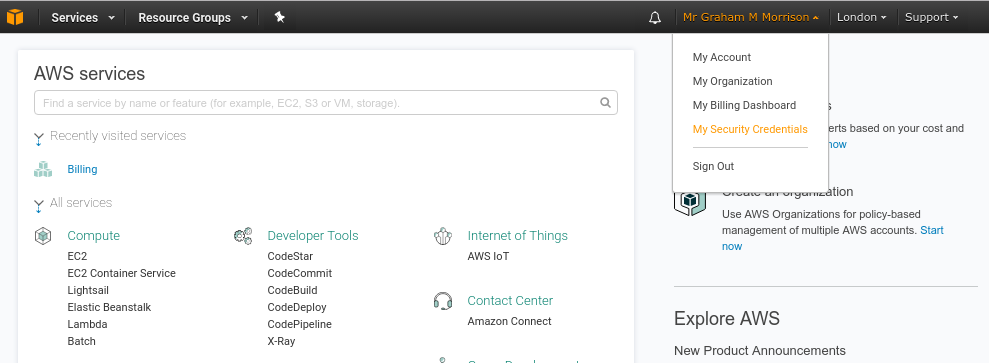 Services Resource Groups Mr Graham M Morrison London Support
My Account
My Organization
My Billing Dashboard
My Security Credentials
Sign Out
AWS services
Find a service by name or feature (for example, EC2, S3 or VM, storage).
Recently visited services
Billing
All services
Compute
EC2
EC2 Container Service
Lightsail
Elastic Beanstalk
Lambda
Batch
Developer Tools
CodeStar
CodeCommit
CodeBuild
CodeDeploy
CodePipeline
X-Ray
Internet of Things
AWS IoT
Contact Center
Amazon Connect
based on your cost and
now
Create an organization
Use AWS Organizations for policy-based
management of multiple AWS accounts. Start
now
Explore AWS
New Product Announcements